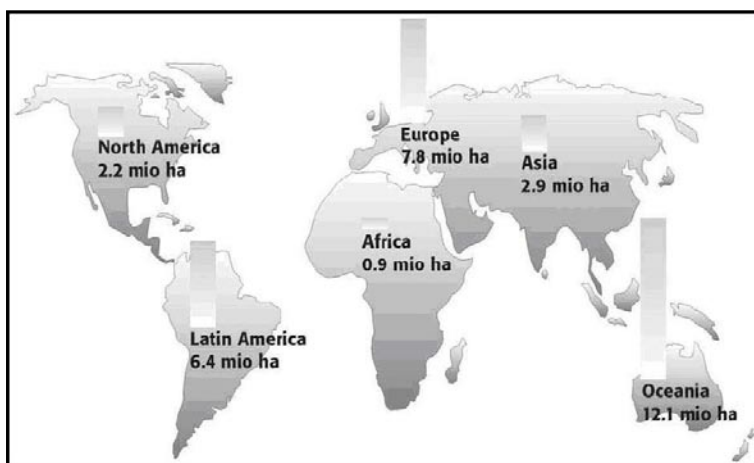 North America
2.2 mio ha
Europe
7.8 mio ha
Asia
2.9 mio ha
Africa
0.9 mio ha
Latin America
6.4 mio ha
Oceania
12.1 mio ha